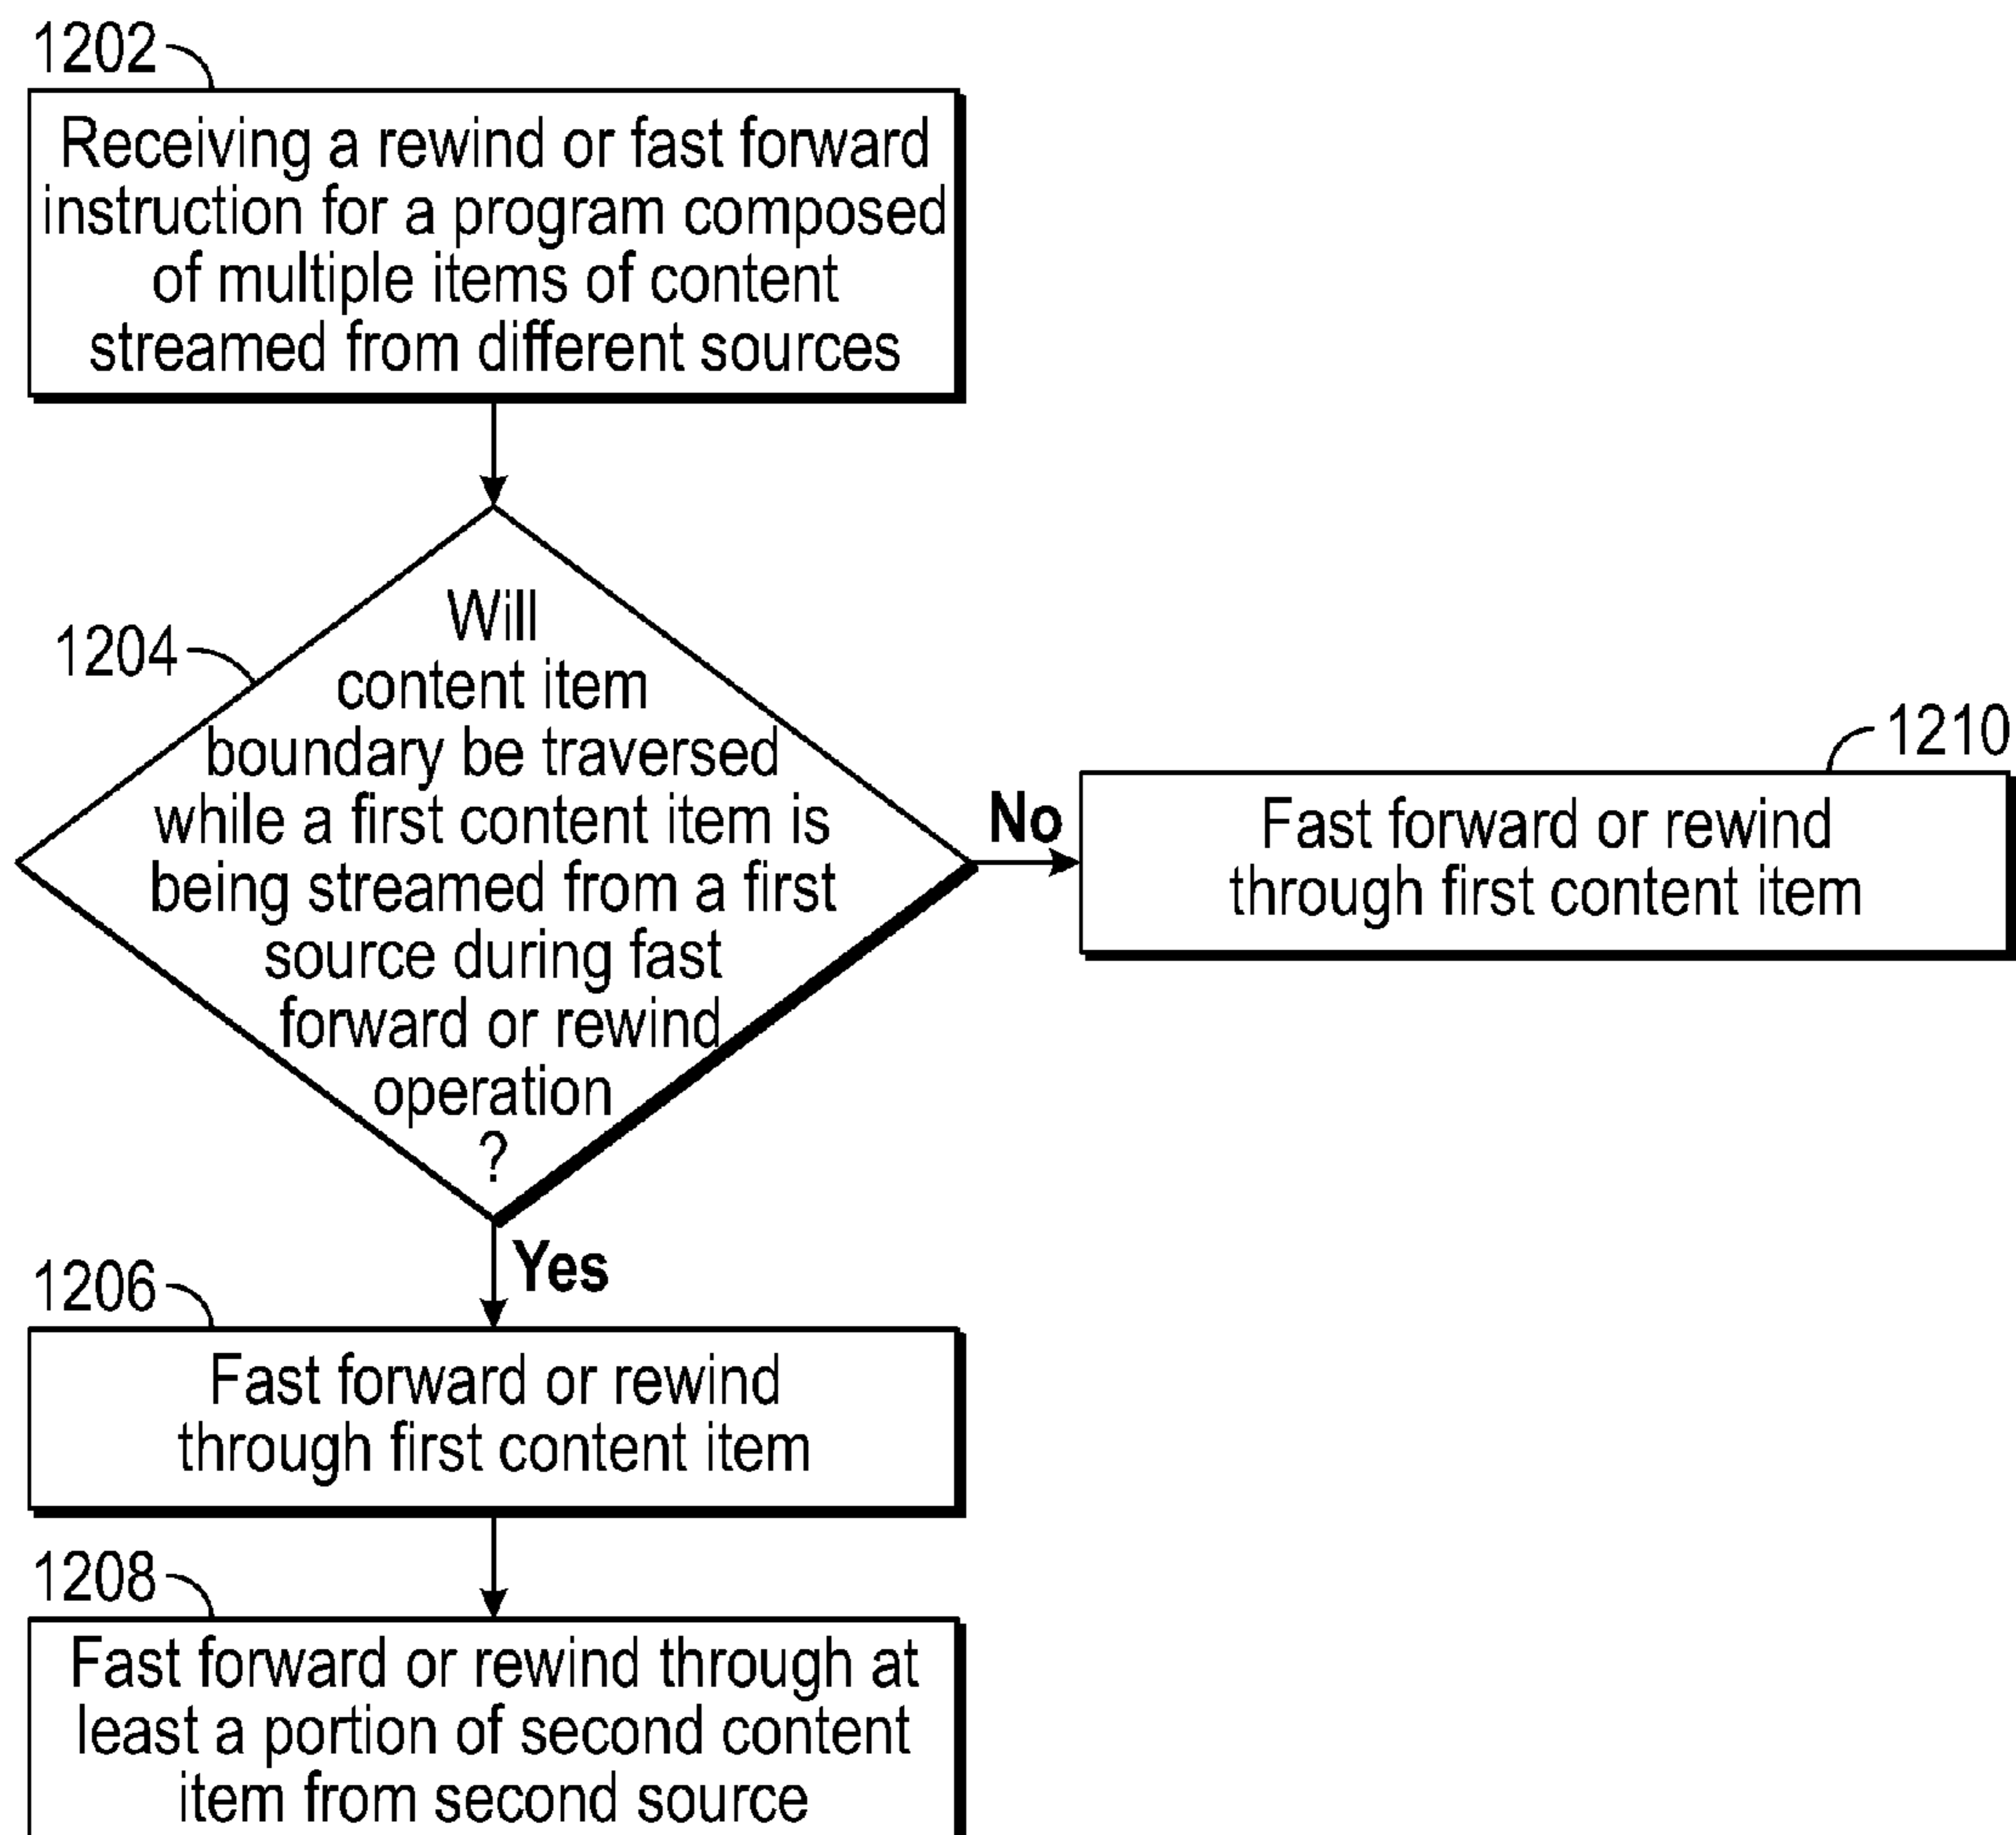 1202
Receiving a rewind or fast forward
instruction for a program composed
of multiple items of content
streamed from different sources
1204
Will
content item
boundary be traversed
while a first content item is
being streamed from a first
source during fast
forward or rewind
operation
?
No
1210
Fast forward or rewind
through first content item
Yes
1206
Fast forward or rewind
through first content item
1208
Fast forward or rewind through at
least a portion of second content
item from second source